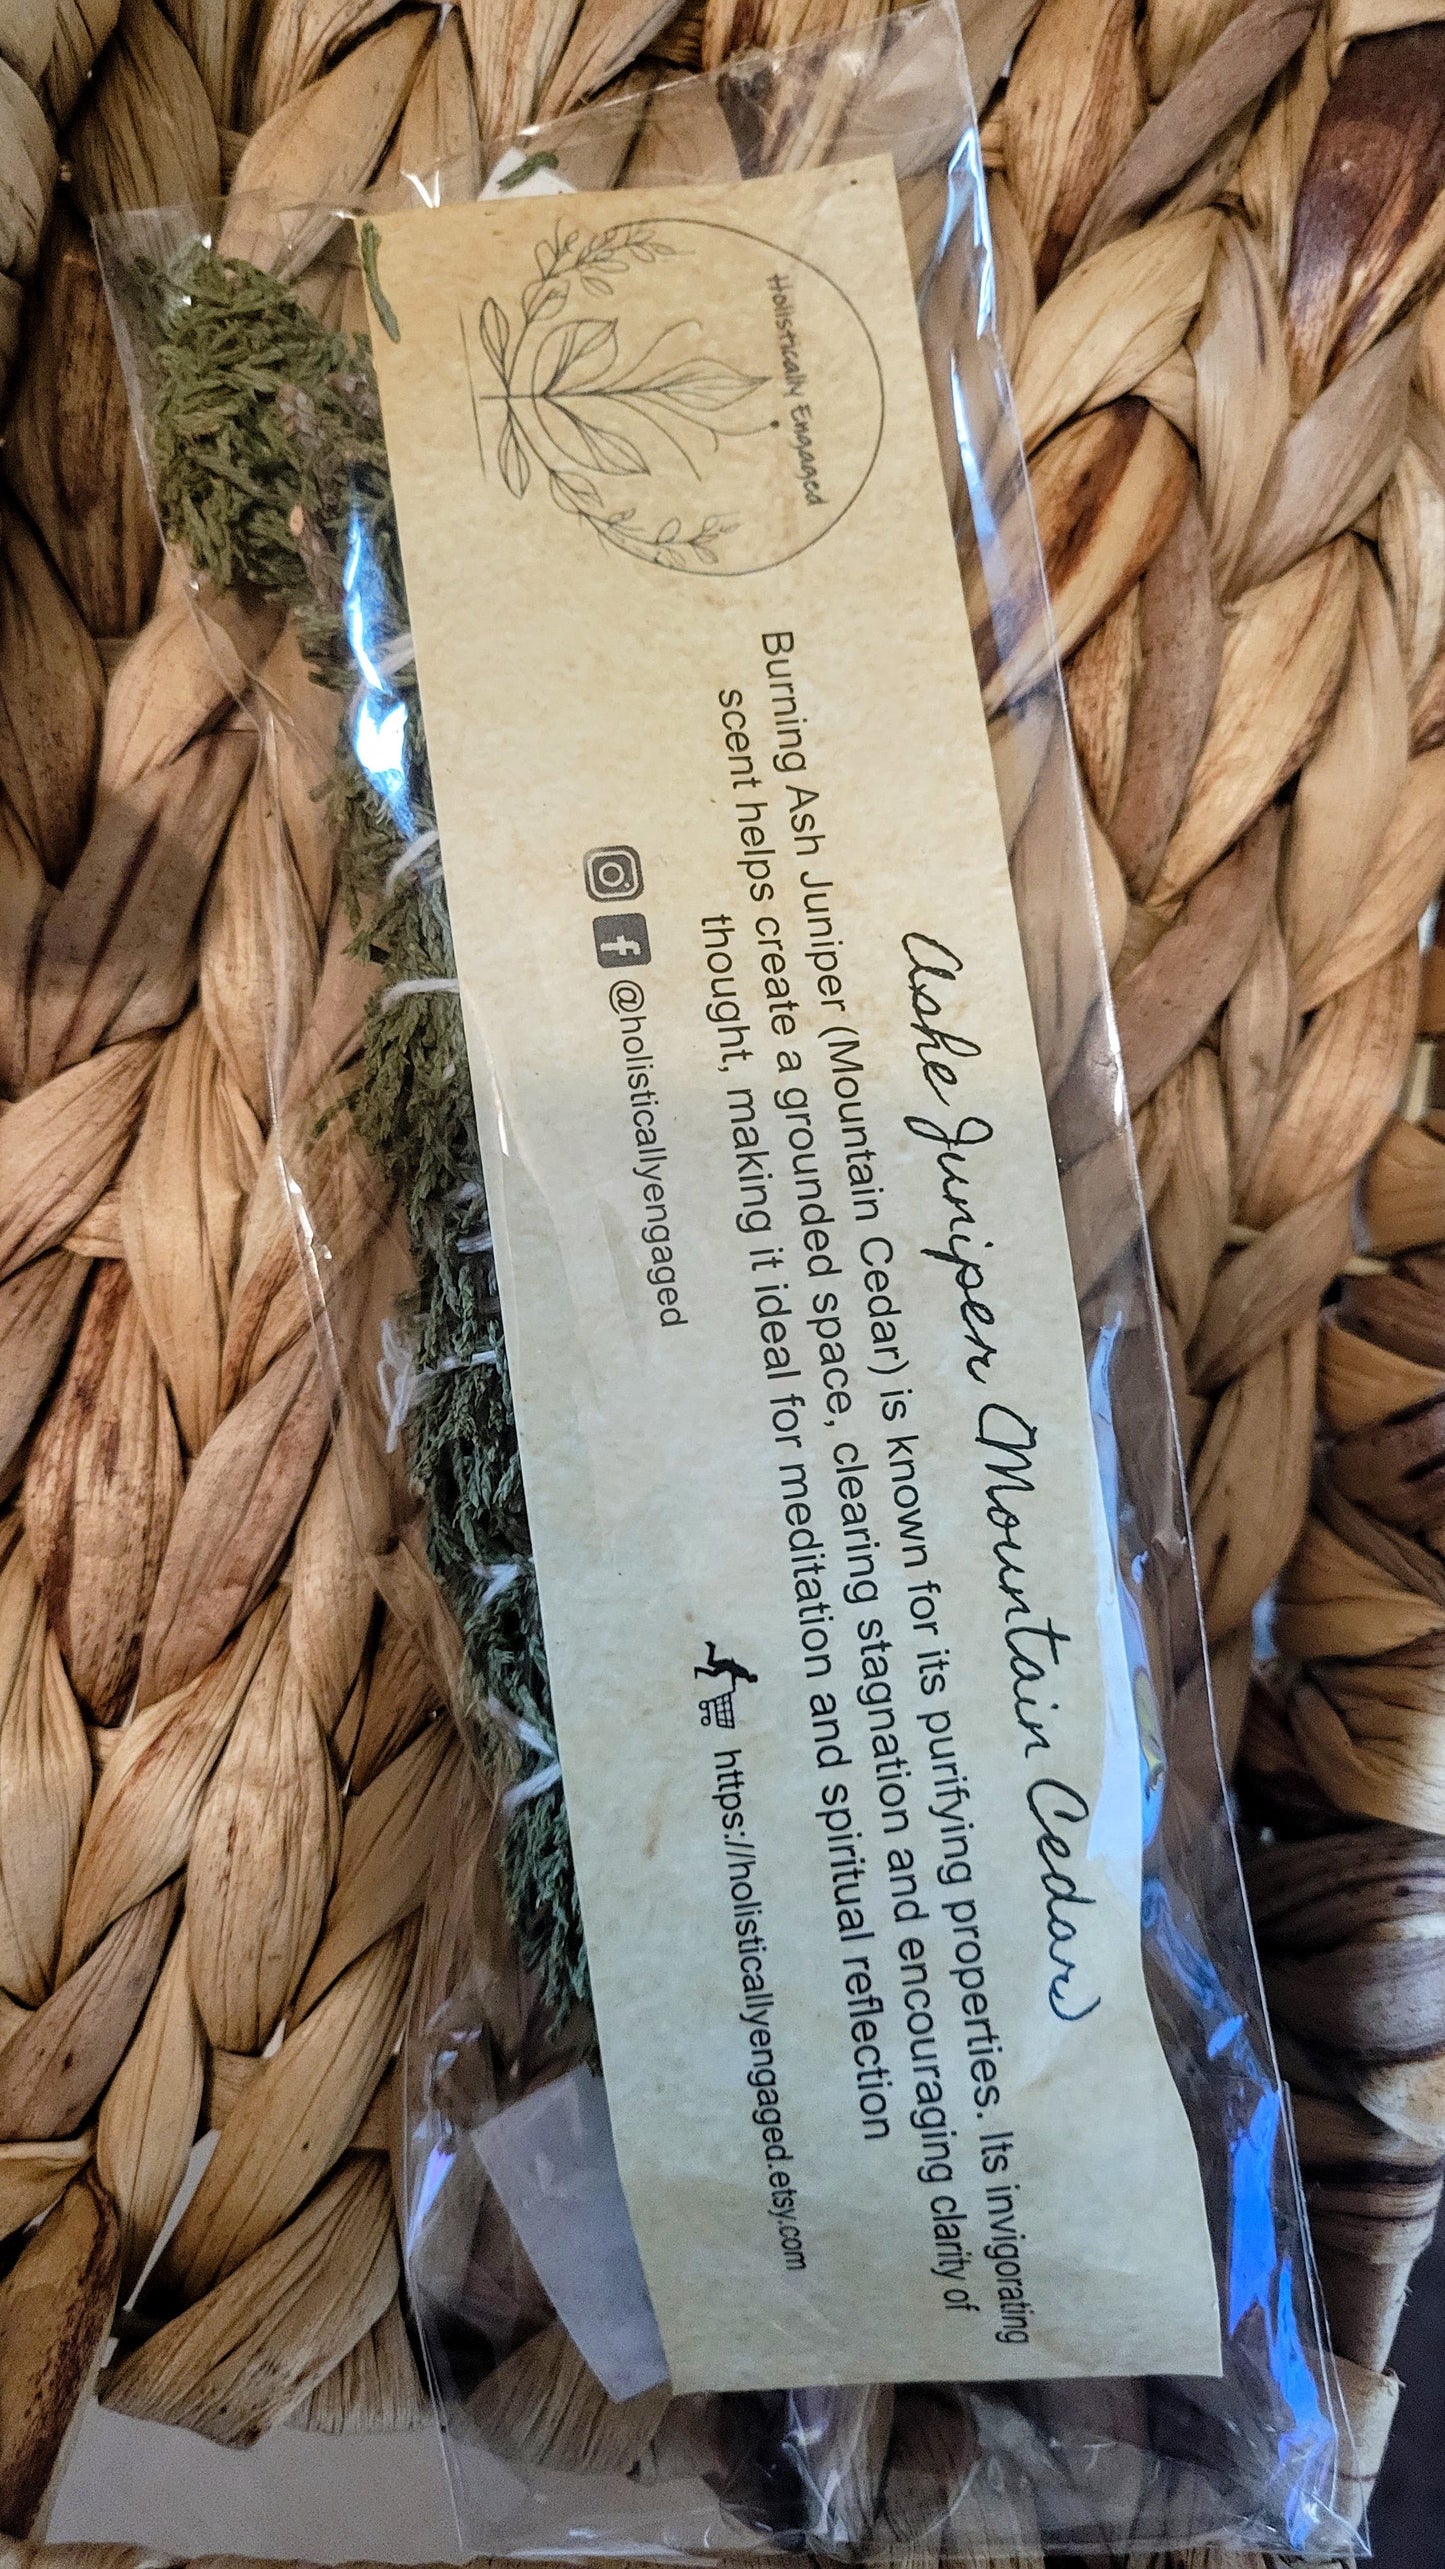 Holistically Engaged
Ashe Juniper (Mountain Cedar)
Burning Ash Juniper (Mountain Cedar) is known for its purifying properties. Its invigorating
scent helps create a grounded space, clearing stagnation and encouraging clarity of
thought, making it ideal for meditation and spiritual reflection
@holisticallyengaged
https://holisticallyengaged.etsy.com